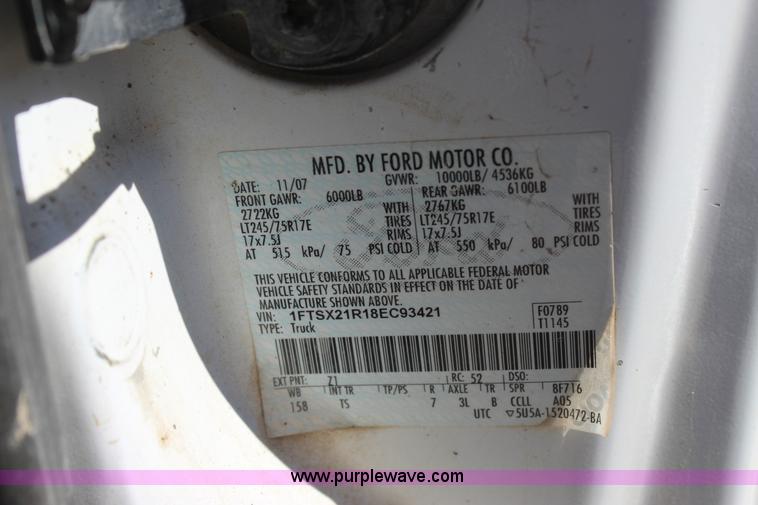 MFD. BY FORD MOTOR CO.
DATE: 11/07 GVWR: 10000LB/ 4536KG
FRONT GAWR: 6000LB REAR GAWR: 6100LB
2722KG WITH 2767KG WITH
LT245/75R17E TIRES LT245/75R17E TIRES
17x7.5J RIMS 17x7.5J RIMS
AT 515 kPa/ 75 PSI COLD AT 550 kPa/ 80 PSI COLD
THIS VEHICLE CONFORMS TO ALL APPLICABLE FEDERAL MOTOR
VEHICLE SAFETY STANDARDS IN EFFECT ON THE DATE OF
MANUFACTURE SHOWN ABOVE.
VIN: 1FTSX21R18EC93421 F0789
TYPE: Truck T1145
EXT PNT: Z1 RC: 52 DSO:
WB INT TR TP/PS R AXLE TR SPR 8F716
158 TS 7 3L B CCLL A05
UTC ▽5U5A-1520472-BA
www.purplewave.com